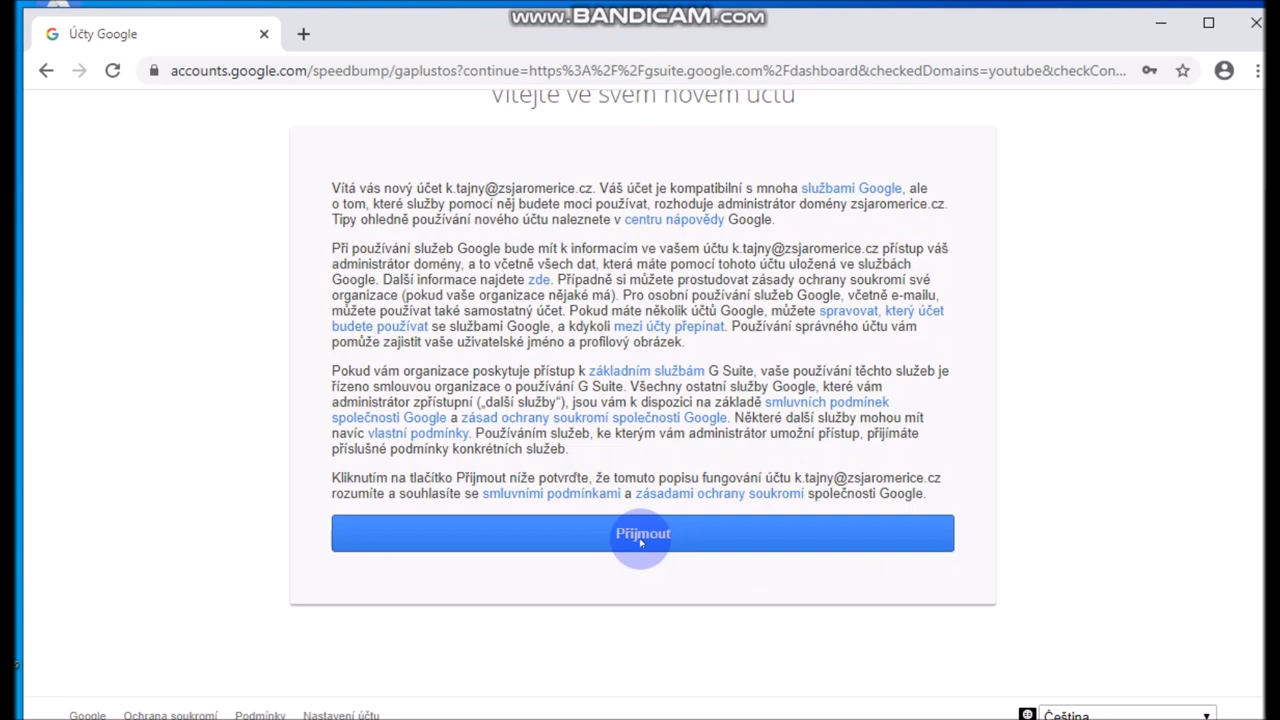 www.BANDICAM.com
Účty Google
accounts.google.com/speedbump/gaplustos?continue=https%3A%2F%2Fgsuite.google.com%2Fdashboard&checkedDomains=youtube&checkCon...
Vítejte ve svém novém účtu
Vítá vás nový účet k.tajny@zsjaromerice.cz. Váš účet je kompatibilní s mnoha službami Google, ale
o tom, které služby pomocí něj budete moci používat, rozhoduje administrátor domény zsjaromerice.cz.
Tipy ohledně používání nového účtu naleznete v centru nápovědy Google.
Při používání služeb Google bude mít k informacím ve vašem účtu k.tajny@zsjaromerice.cz přístup váš
administrátor domény, a to včetně všech dat, která máte pomocí tohoto účtu uložená ve službách
Google. Další informace najdete zde. Případně si můžete prostudovat zásady ochrany soukromí své
organizace (pokud vaše organizace nějaké má). Pro osobní používání služeb Google, včetně e-mailu,
můžete používat také samostatný účet. Pokud máte několik účtů Google, můžete spravovat, který účet
budete používat se službami Google, a kdykoli mezi účty přepínat. Používání správného účtu vám
pomůže zajistit vaše uživatelské jméno a profilový obrázek.
Pokud vám organizace poskytuje přístup k základním službám G Suite, vaše používání těchto služeb je
řízeno smlouvou organizace o používání G Suite. Všechny ostatní služby Google, které vám
administrátor zpřístupní („další služby“), jsou vám k dispozici na základě smluvních podmínek
společnosti Google a zásad ochrany soukromí společnosti Google. Některé další služby mohou mít
navíc vlastní podmínky. Používáním služeb, ke kterým vám administrátor umožní přístup, přijímáte
příslušné podmínky konkrétních služeb.
Kliknutím na tlačítko Přijmout níže potvrďte, že tomuto popisu fungování účtu k.tajny@zsjaromerice.cz
rozumíte a souhlasíte se smluvními podmínkami a zásadami ochrany soukromí společnosti Google.
Přijmout
Google Ochrana soukromí Podmínky Nastavení účtu
Čeština